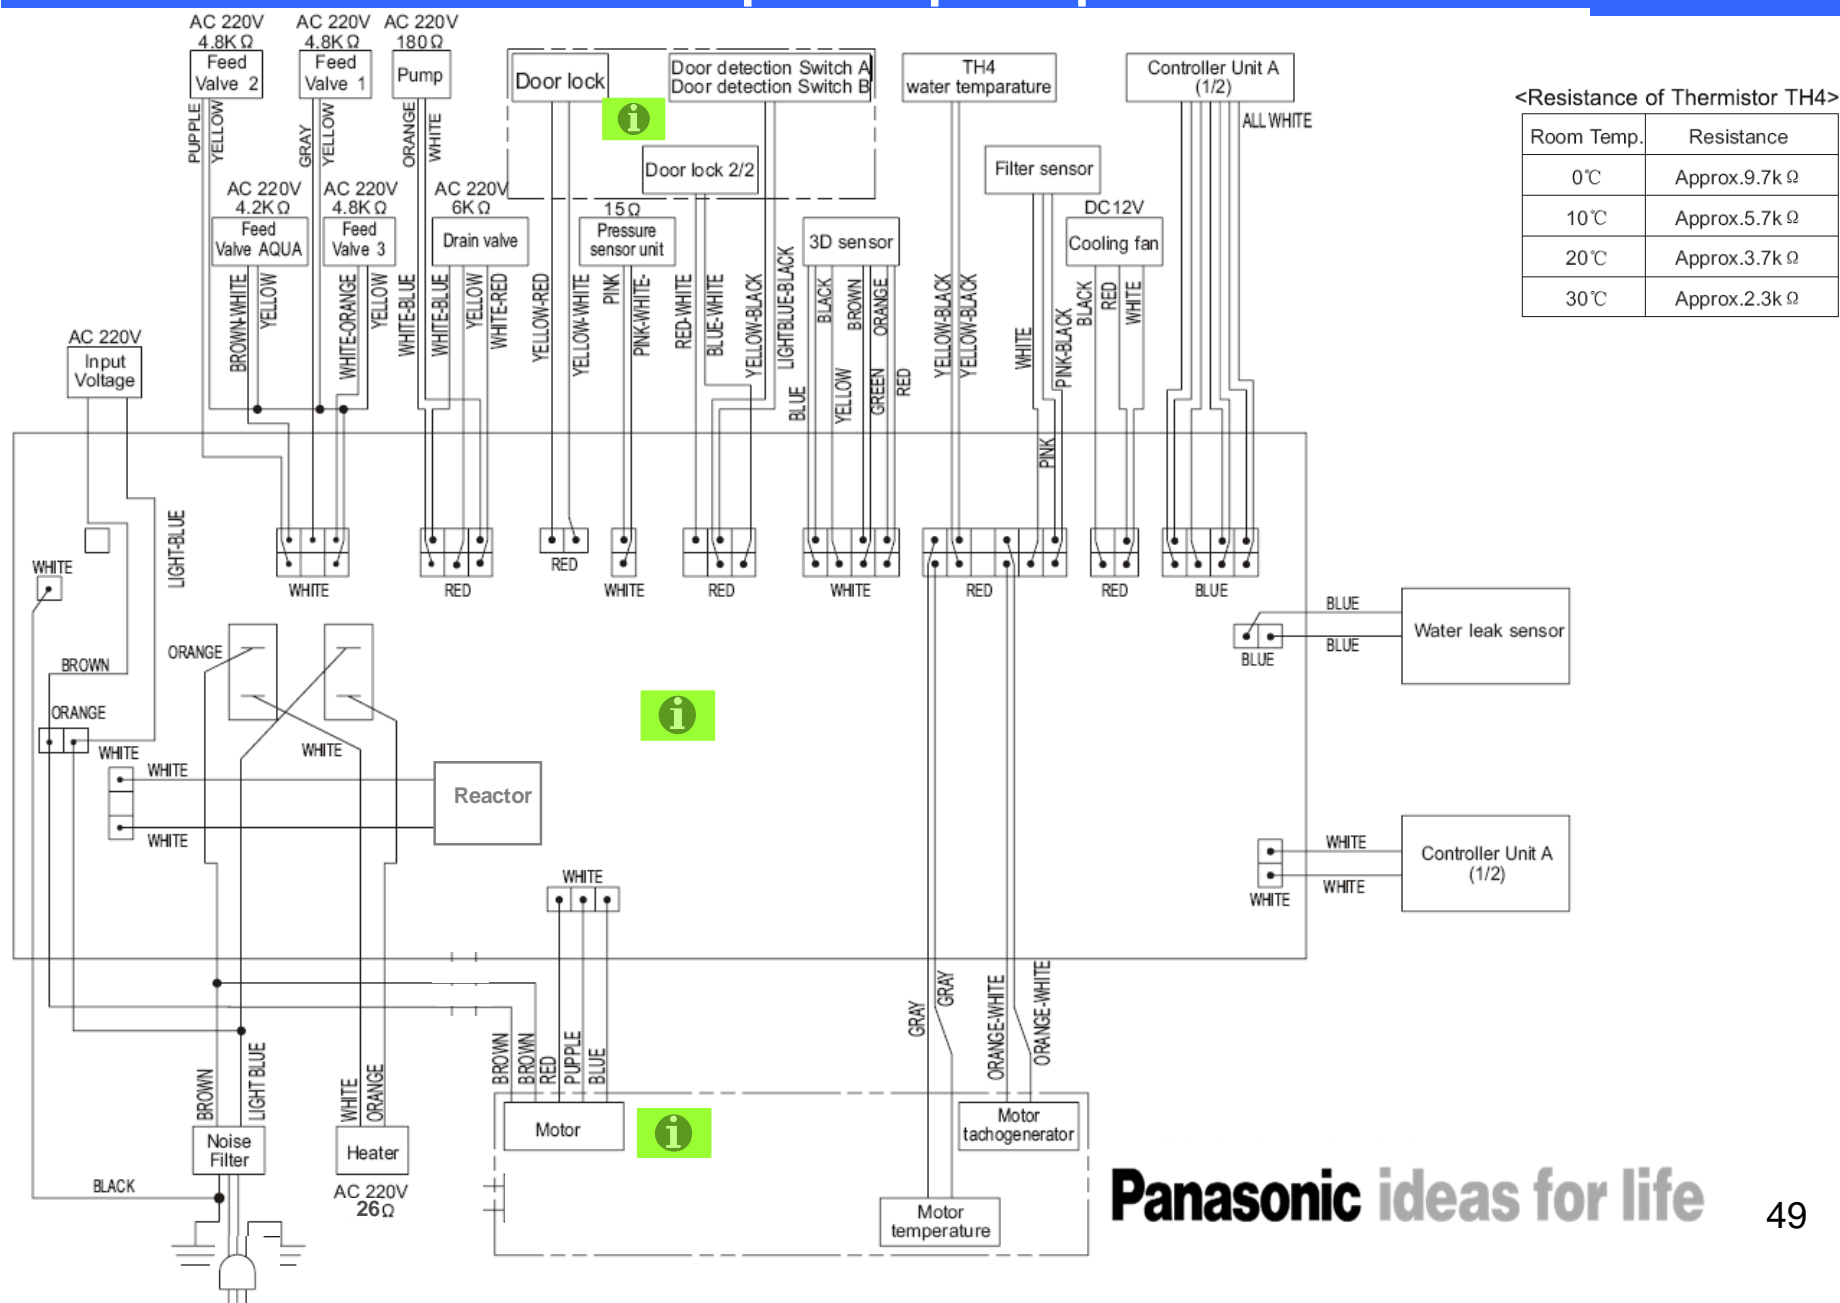 AC 220V
4.8KΩ
Feed
Valve 2
AC 220V
4.8KΩ
Feed
Valve 1
AC 220V
180Ω
Pump
Door lock
Door detection Switch A
Door detection Switch B
TH4
water temparature
Controller Unit A
(1/2)
ALL WHITE
<Resistance of Thermistor TH4>
Room Temp. Resistance
0℃ Approx.9.7kΩ
10℃ Approx.5.7kΩ
20℃ Approx.3.7kΩ
30℃ Approx.2.3kΩ
PUPPLE
YELLOW
GRAY
YELLOW
ORANGE
WHITE
Door lock 2/2
Filter sensor
AC 220V
4.2KΩ
Feed
Valve AQUA
AC 220V
4.8KΩ
Feed
Valve 3
AC 220V
6KΩ
Drain valve
15Ω
Pressure
sensor unit
3D sensor
DC12V
Cooling fan
BROWN-WHITE
YELLOW
WHITE-ORANGE
YELLOW
WHITE-BLUE
WHITE-BLUE
YELLOW
WHITE-RED
YELLOW-RED
YELLOW-WHITE
PINK
PINK-WHITE-
RED-WHITE
BLUE-WHITE
YELLOW-BLACK
LIGHTBLUE-BLACK
BLUE
BLACK
YELLOW
BROWN
GREEN
ORANGE
RED
YELLOW-BLACK
YELLOW-BLACK
WHITE
PINK
PINK-BLACK
BLACK
RED
WHITE
AC 220V
Input
Voltage
LIGHT-BLUE
WHITE
WHITE
RED
RED
WHITE
RED
WHITE
RED
RED
BLUE
BLUE
BLUE
BLUE
Water leak sensor
ORANGE
BROWN
ORANGE
WHITE
WHITE
WHITE
WHITE
Reactor
WHITE
WHITE
WHITE
WHITE
Controller Unit A
(1/2)
GRAY
GRAY
ORANGE-WHITE
ORANGE-WHITE
BROWN
LIGHT BLUE
WHITE
ORANGE
BROWN
BROWN
RED
PUPPLE
BLUE
Noise
Filter
Heater
AC 220V
26Ω
BLACK
Motor
Motor
tachogenerator
Motor
temperature
Panasonic ideas for life
49